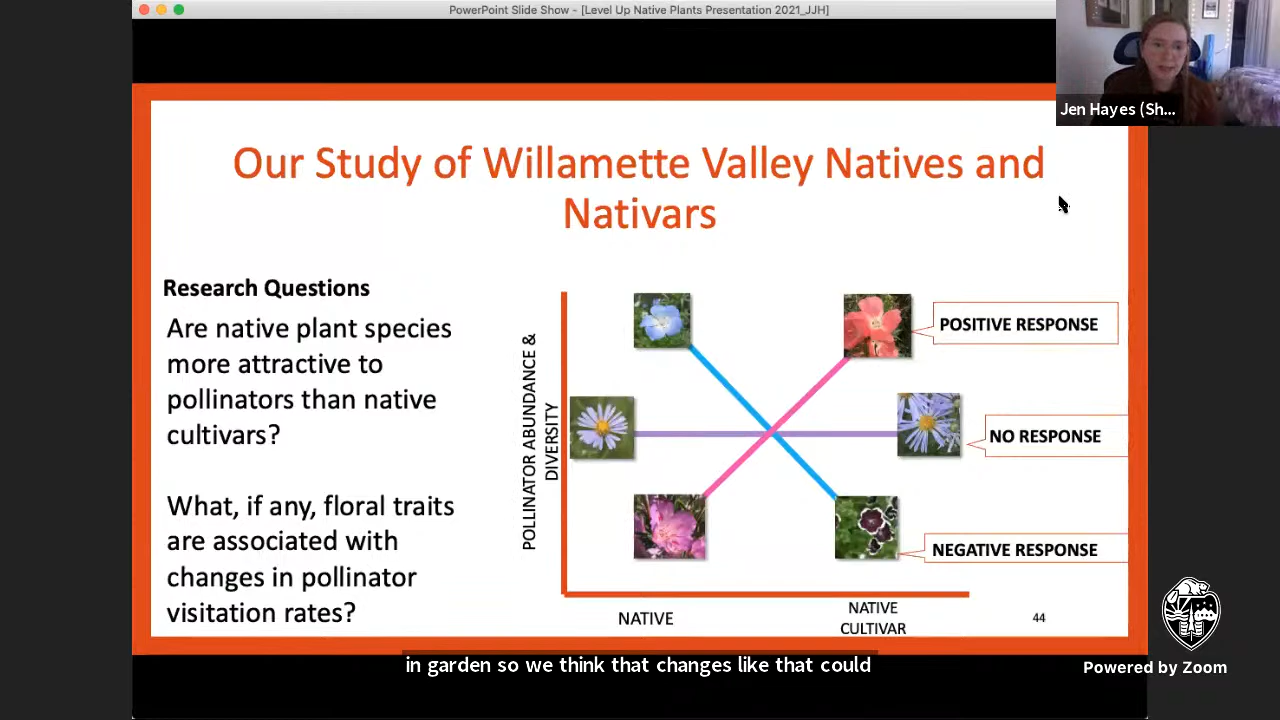 PowerPoint Slide Show - [Level Up Native Plants Presentation 2021_JJH]
Jen Hayes (Sh...
Our Study of Willamette Valley Natives and
Nativars
Research Questions
Are native plant species
more attractive to
pollinators than native
cultivars?
What, if any, floral traits
are associated with
changes in pollinator
visitation rates?
POLLINATOR ABUNDANCE &
DIVERSITY
POSITIVE RESPONSE
NO RESPONSE
NEGATIVE RESPONSE
NATIVE
NATIVE
CULTIVAR
44
in garden so we think that changes like that could
Powered by Zoom